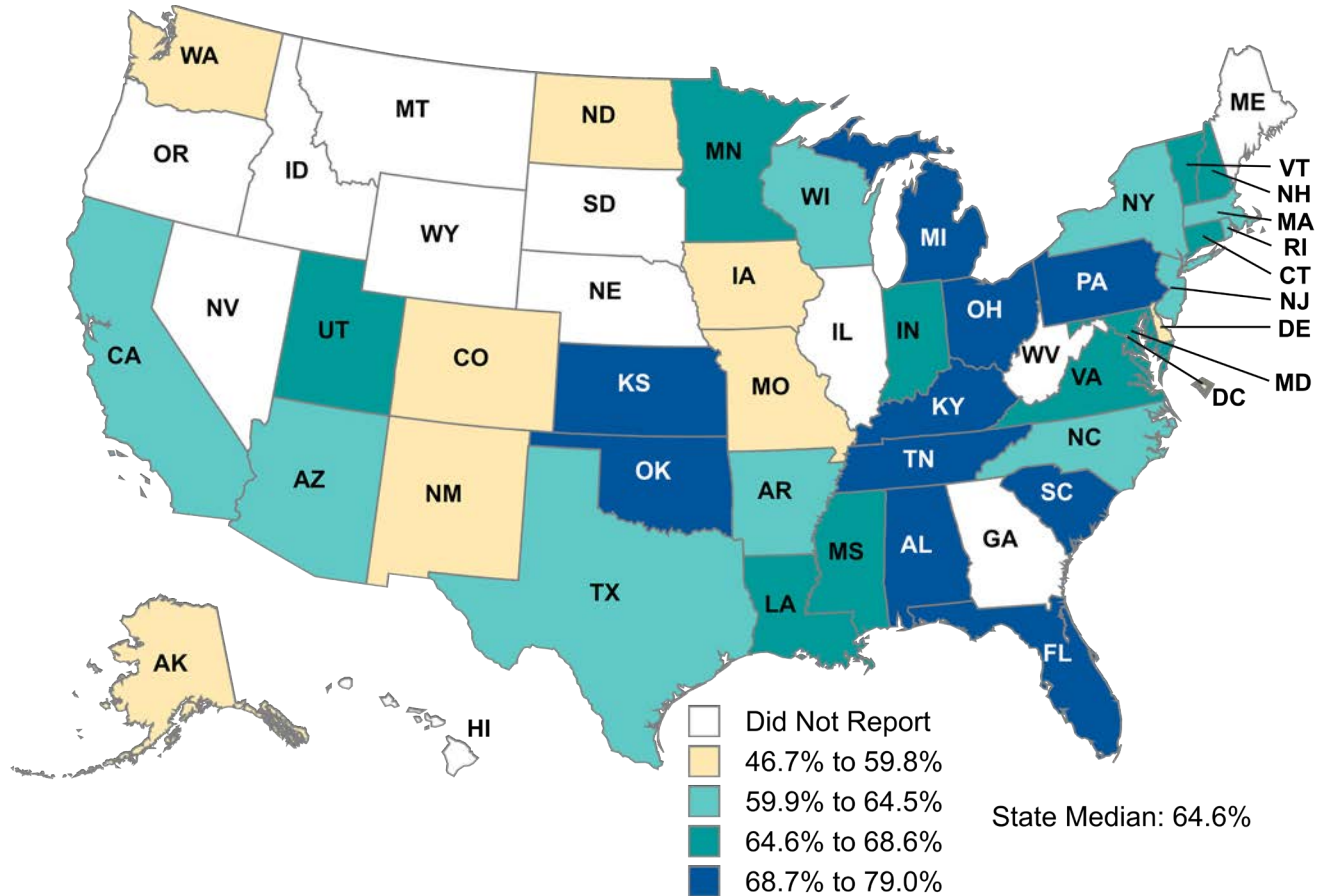 WA
MT
ND
MN
ME
OR
ID
SD
WI
VT
NH
NY
MA
WY
MI
RI
CT
IA
NE
PA
NJ
NV
UT
OH
DE
CA
CO
IL
IN
WV
MD
KS
MO
VA
DC
KY
NC
TN
AZ
NM
OK
AR
SC
MS
AL
GA
TX
LA
FL
AK
HI
Did Not Report
46.7% to 59.8%
59.9% to 64.5%
State Median: 64.6%
64.6% to 68.6%
68.7% to 79.0%